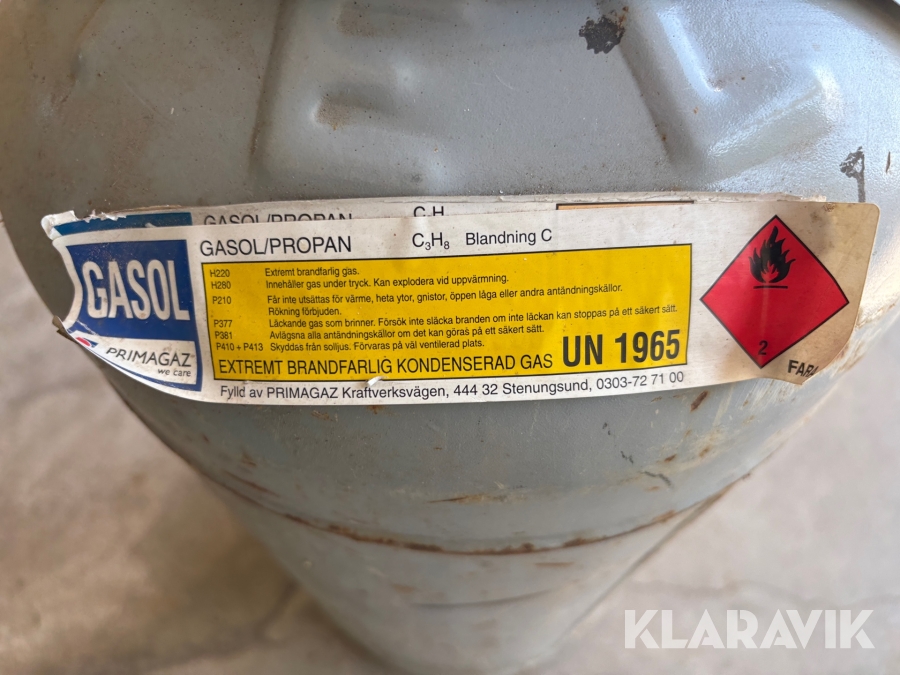 GASOL/PROPAN
GASOL/PROPAN C₃H₈ Blandning C
GASOL
PRIMAGAZ
we care
H220 Extremt brandfarlig gas.
H280 Innehåller gas under tryck. Kan explodera vid uppvärmning.
P210 Får inte utsättas för värme, heta ytor, gnistor, öppen låga eller andra antändningskällor.
Rökning förbjuden.
P377 Läckande gas som brinner. Försök inte släcka branden om inte läckan kan stoppas på ett säkert sätt.
P381 Avlägsna alla antändningskällor om det kan göras på ett säkert sätt.
P410 + P413 Skyddas från solljus. Förvaras på väl ventilerad plats.
EXTREMT BRANDFARLIG KONDENSERAD GAS UN 1965
Fylld av PRIMAGAZ Kraftverksvägen, 444 32 Stenungsund, 0303-72 71 00
2
KLARAVIK